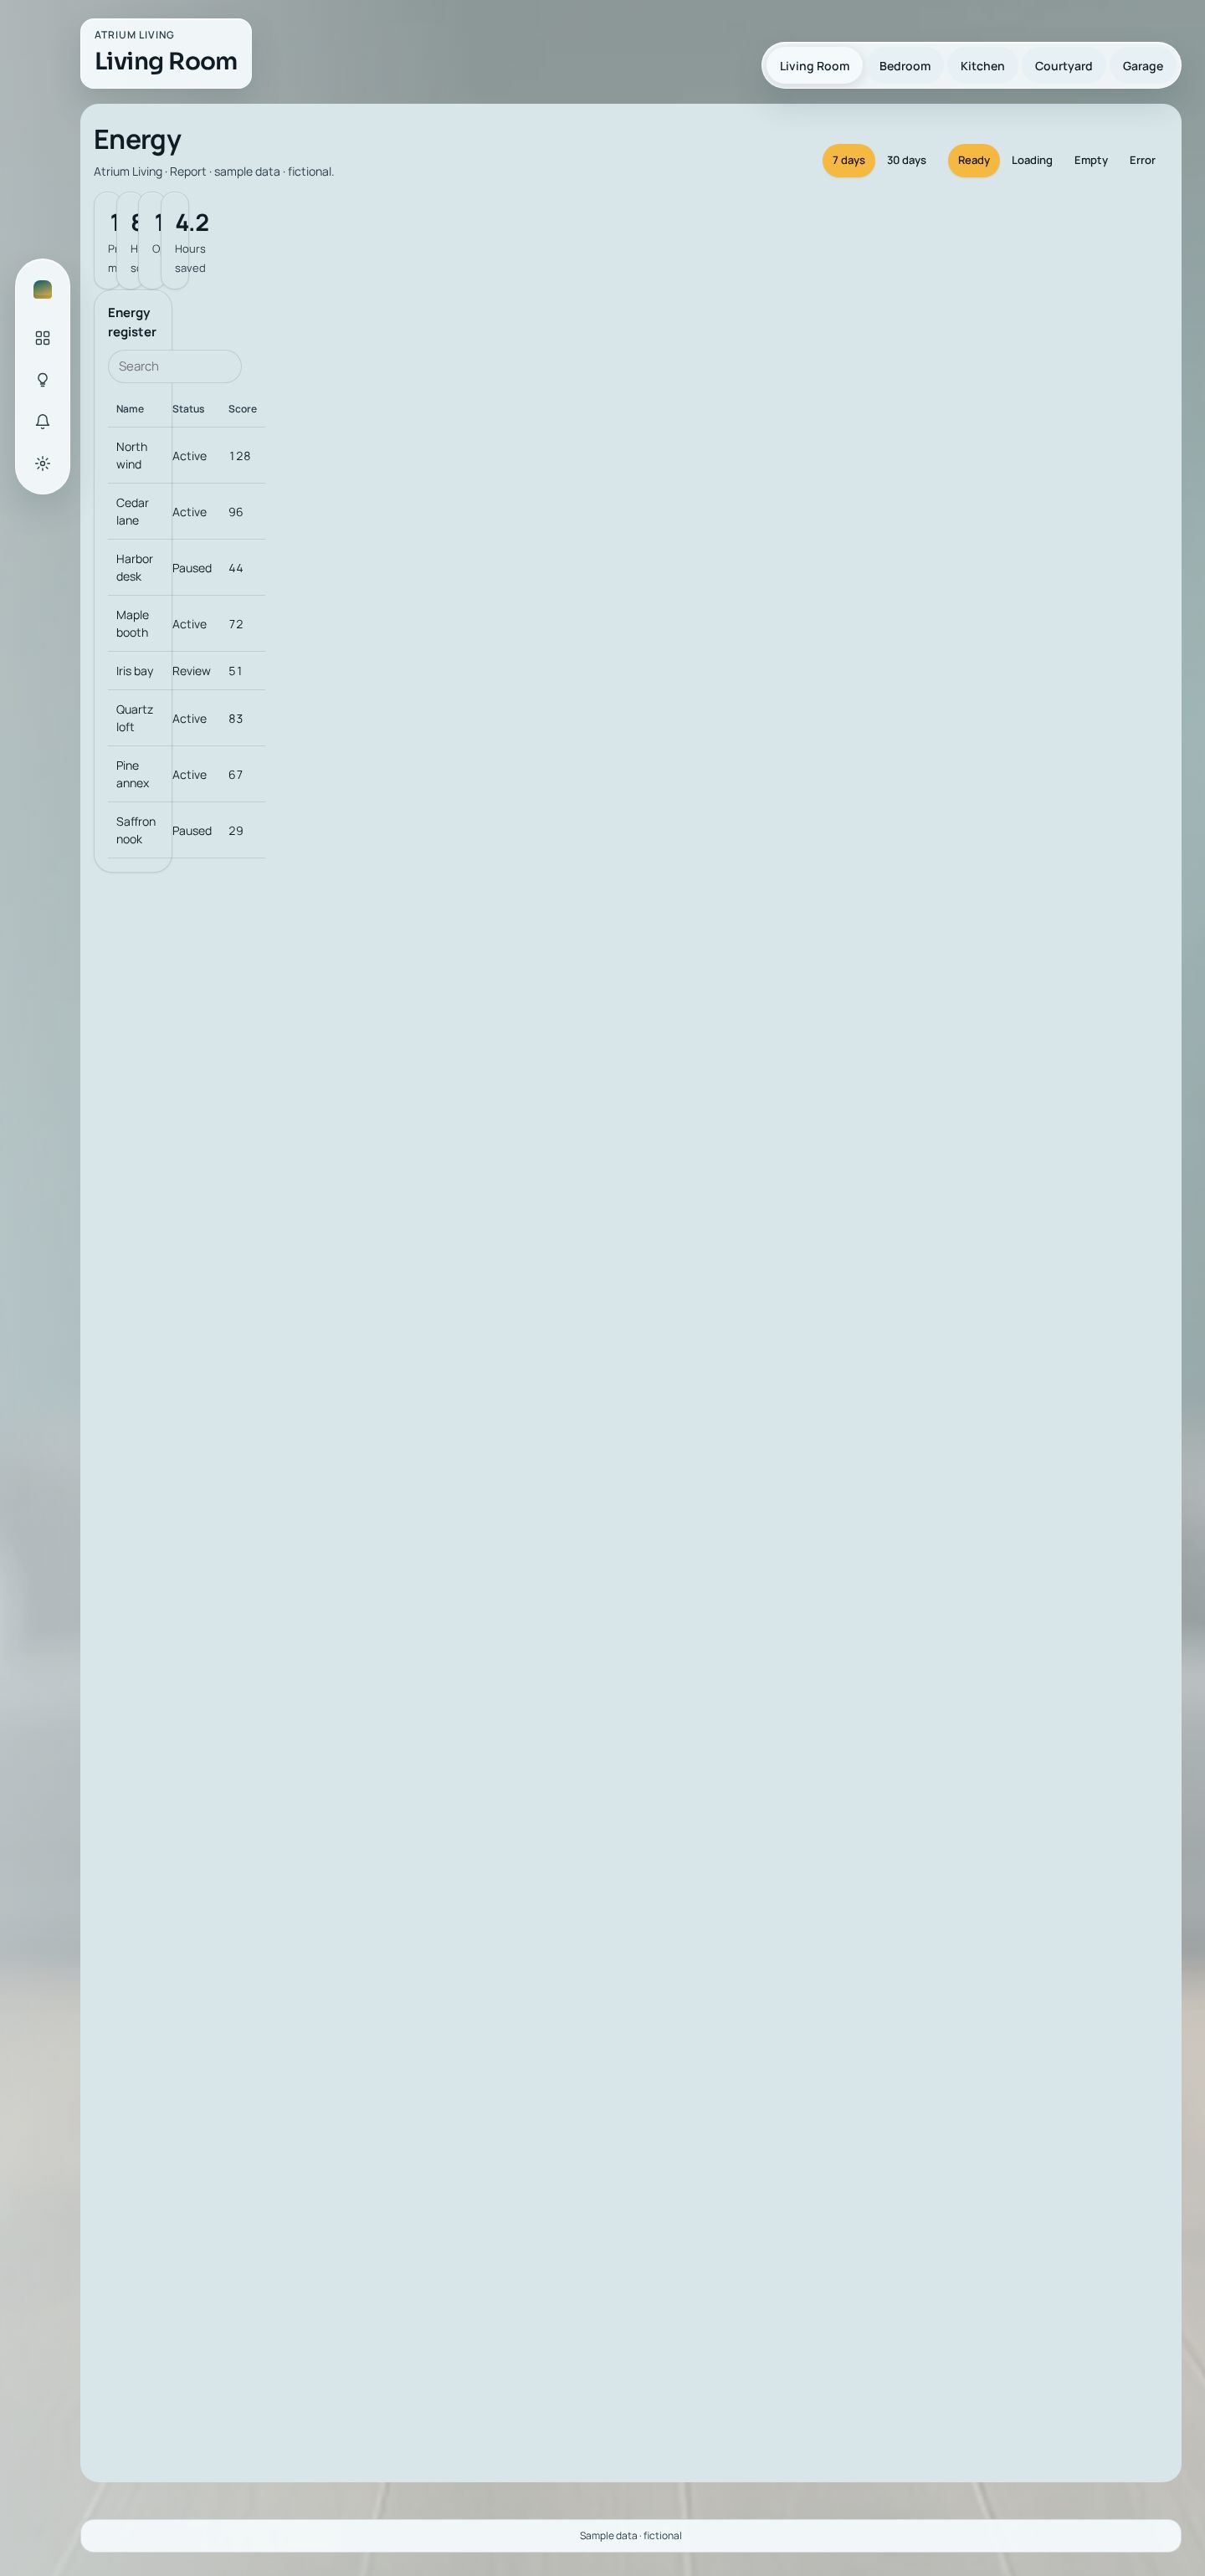 ATRIUM LIVING
Living Room
Living Room Bedroom Kitchen Courtyard Garage
Energy
Atrium Living · Report · sample data · fictional.
7 days 30 days Ready Loading Empty Error
4.2
Hours
saved
Energy
register
Search
Name Status Score
North
wind
Active 128
Cedar
lane
Active 96
Harbor
desk
Paused 44
Maple
booth
Active 72
Iris bay Review 51
Quartz
loft
Active 83
Pine
annex
Active 67
Saffron
nook
Paused 29
Sample data · fictional